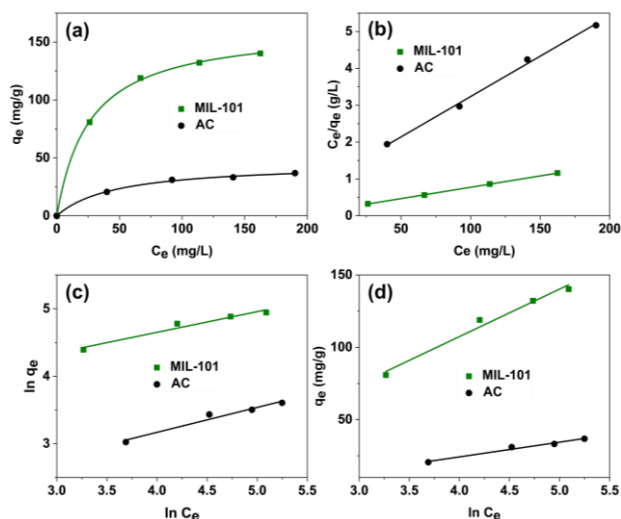 (a)
qe (mg/g)
150
100
50
0
MIL-101
AC
0 50 100 150 200
Ce (mg/L)
(b)
Ce/qe (g/L)
6
5
4
3
2
1
0
MIL-101
AC
50 100 150 200
Ce (mg/L)
(c)
ln qe
5
4
3
MIL-101
AC
3.0 3.5 4.0 4.5 5.0 5.5
ln Ce
(d)
qe (mg/g)
150
100
50
MIL-101
AC
3.0 3.5 4.0 4.5 5.0 5.5
ln Ce